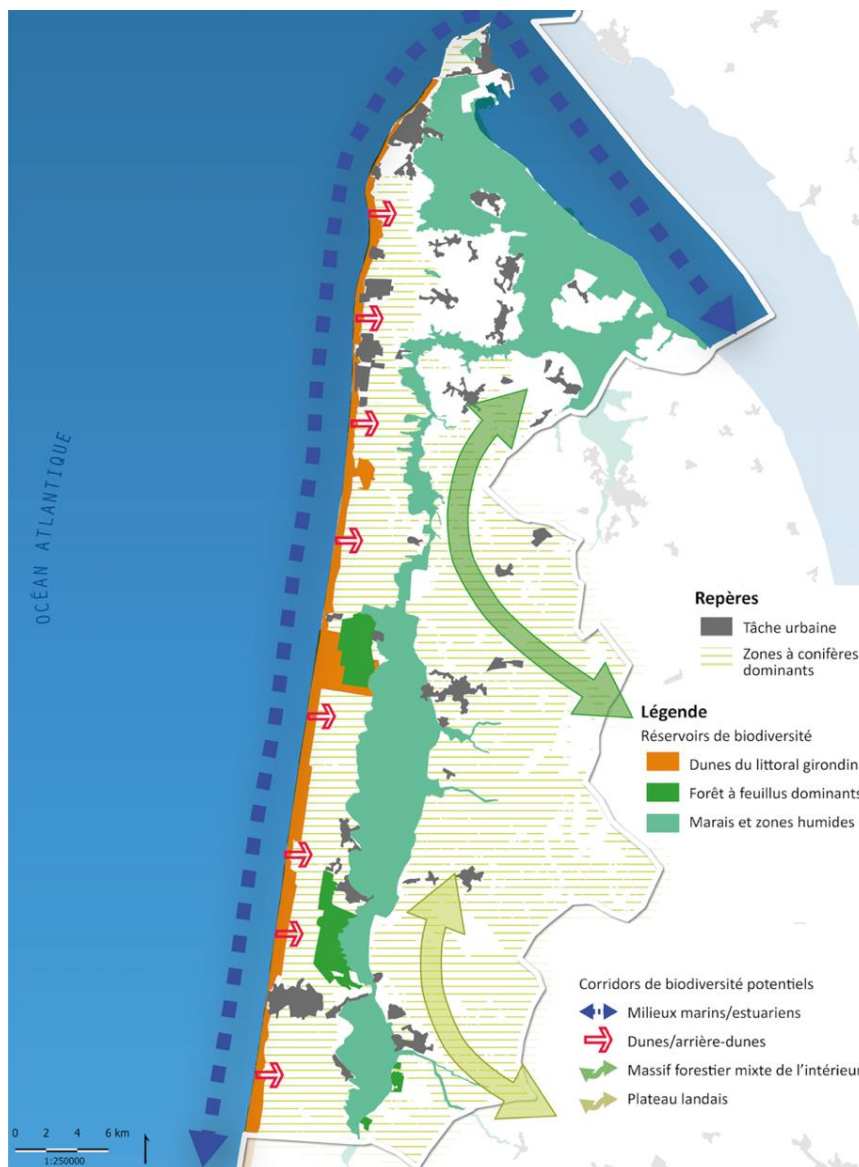 OCÉAN ATLANTIQUE
Repères
Tâche urbaine
Zones à conifères
dominants
Légende
Réservoirs de biodiversité
Dunes du littoral girondin
Forêt à feuillus dominants
Marais et zones humides
Corridors de biodiversité potentiels
Milieux marins/estuariens
Dunes/arrière-dunes
Massif forestier mixte de l'intérieur
Plateau landais
0 2 4 6 km
1:250000